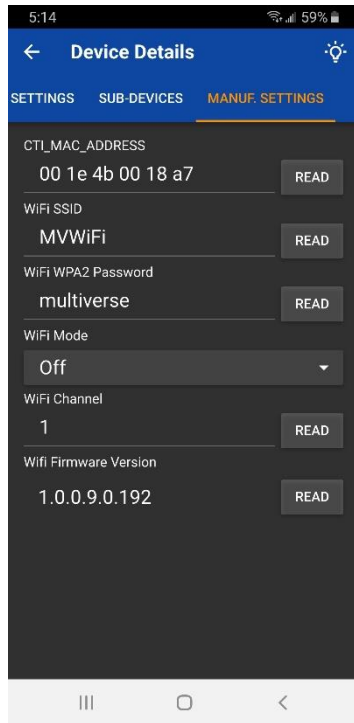 5:14 59%
Device Details
SETTINGS SUB-DEVICES MANUF. SETTINGS
CTI_MAC_ADDRESS
00 1e 4b 00 18 a7 READ
WiFi SSID
MVWiFi READ
WiFi WPA2 Password
multiverse READ
WiFi Mode
Off
WiFi Channel
1 READ
Wifi Firmware Version
1.0.0.9.0.192 READ